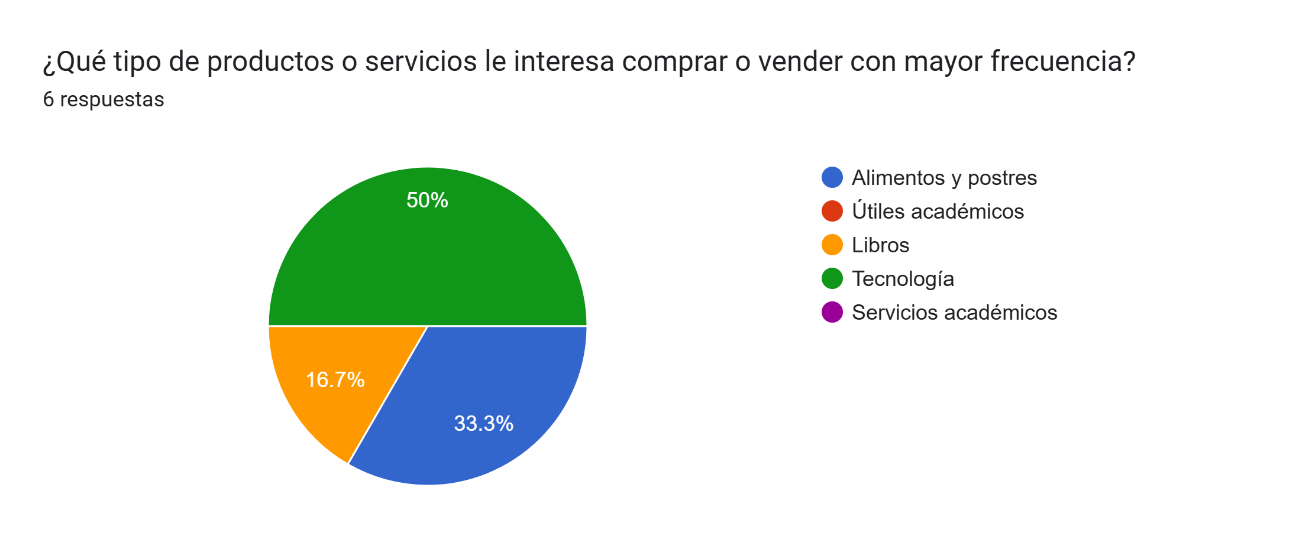 ¿Qué tipo de productos o servicios le interesa comprar o vender con mayor frecuencia?
6 respuestas
50%
16.7%
33.3%
Alimentos y postres
Útiles académicos
Libros
Tecnología
Servicios académicos